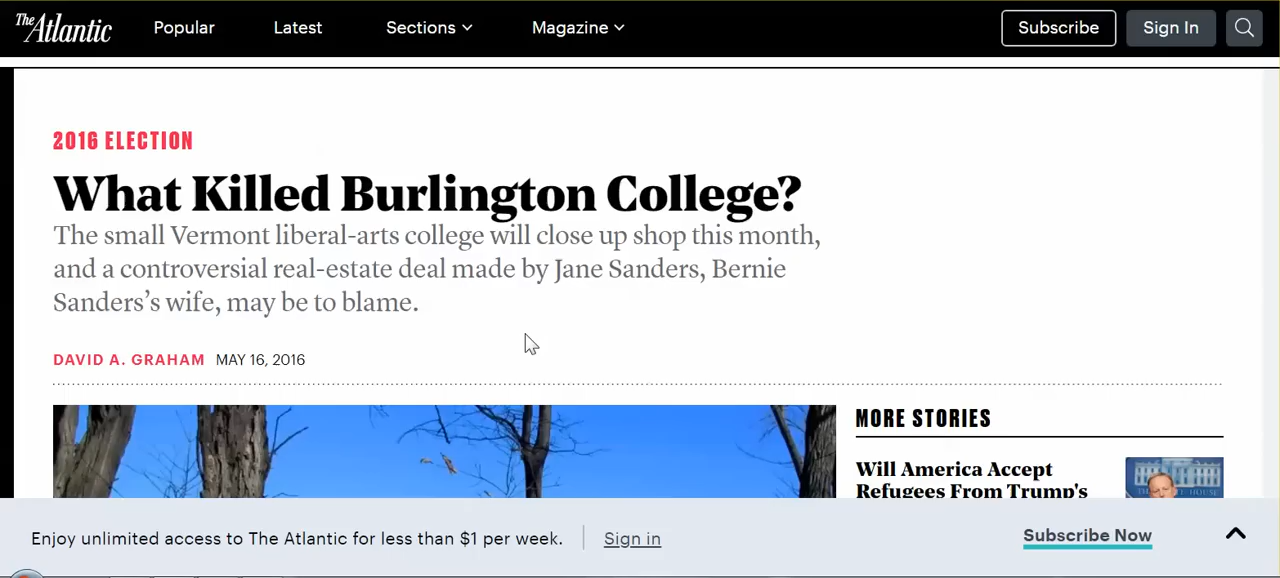 The Atlantic Popular Latest Sections Magazine Subscribe Sign In
2016 ELECTION
What Killed Burlington College?
The small Vermont liberal-arts college will close up shop this month,
and a controversial real-estate deal made by Jane Sanders, Bernie
Sanders’s wife, may be to blame.
DAVID A. GRAHAM MAY 16, 2016
MORE STORIES
Will America Accept
Refugees From Trump's
Enjoy unlimited access to The Atlantic for less than $1 per week. Sign in Subscribe Now